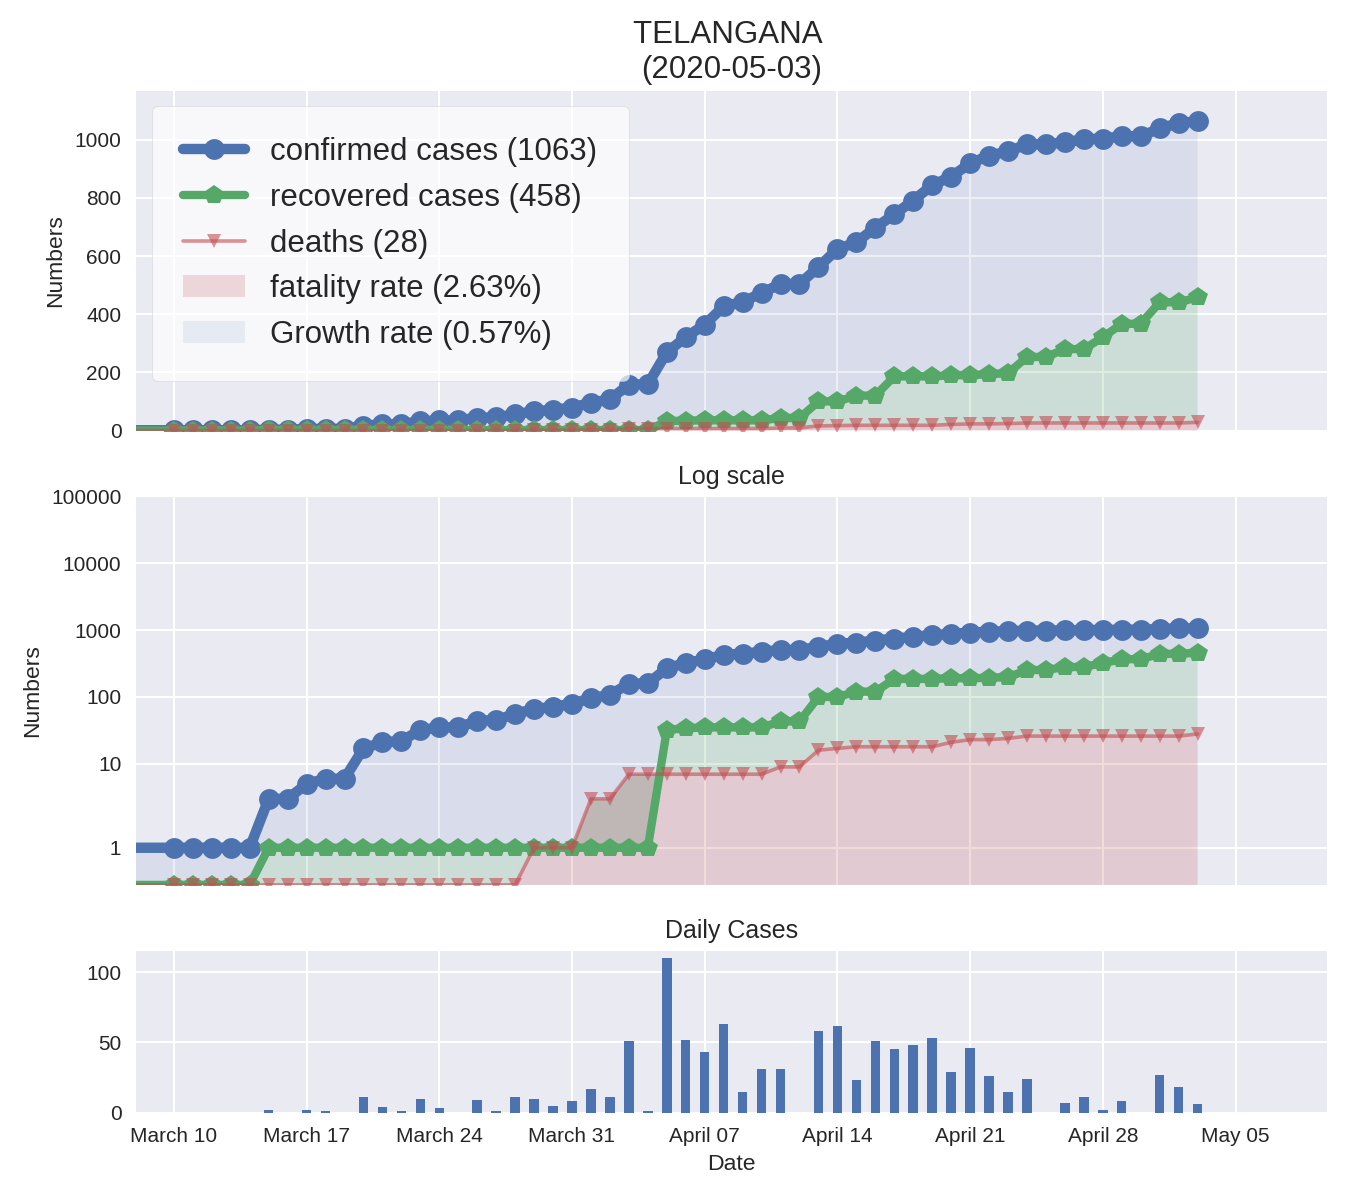 TELANGANA
(2020-05-03)
1000
800
600
400
200
0
Numbers
confirmed cases (1063)
recovered cases (458)
deaths (28)
fatality rate (2.63%)
Growth rate (0.57%)
Log scale
100000
10000
1000
100
10
1
Numbers
Daily Cases
100
50
0
March 10 March 17 March 24 March 31 April 07 April 14 April 21 April 28 May 05
Date